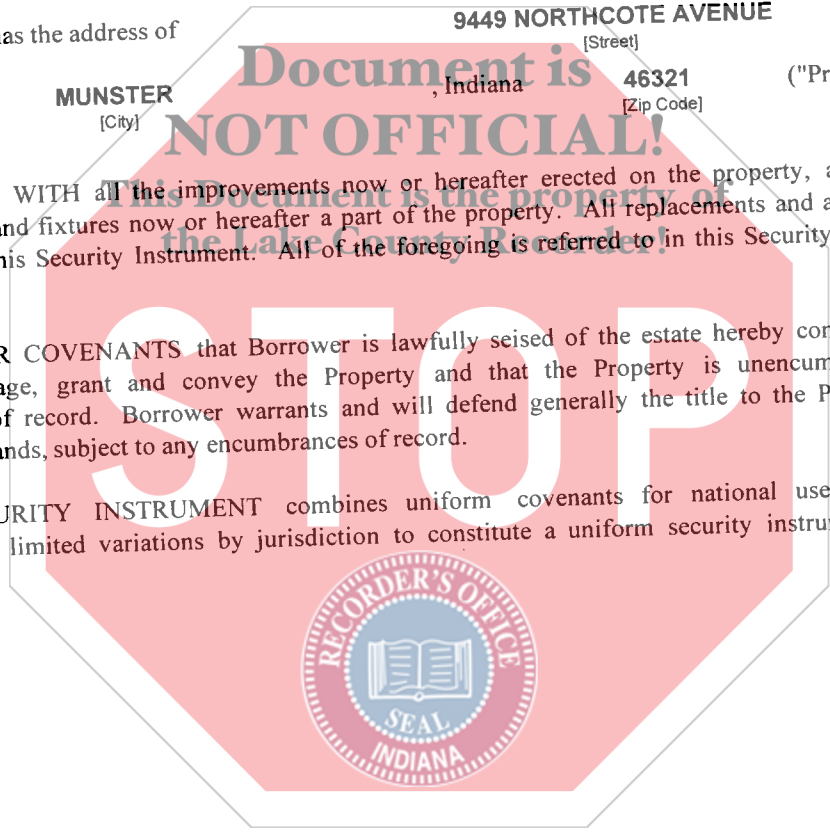 has the address of
9449 NORTHCOTE AVENUE
[Street]
MUNSTER
, Indiana
46321
("Pr
[City]
[Zip Code]
Document is
NOT OFFICIAL!
This Document is the property of
the Lake County Recorder!
WITH all the improvements now or hereafter erected on the property, a
and fixtures now or hereafter a part of the property. All replacements and a
his Security Instrument. All of the foregoing is referred to in this Security
R COVENANTS that Borrower is lawfully seised of the estate hereby con
age, grant and convey the Property and that the Property is unencum
of record. Borrower warrants and will defend generally the title to the P
ands, subject to any encumbrances of record.
URITY INSTRUMENT combines uniform covenants for national use
limited variations by jurisdiction to constitute a uniform security instru
STOP
RECORDER'S OFFICE
SEAL
INDIANA